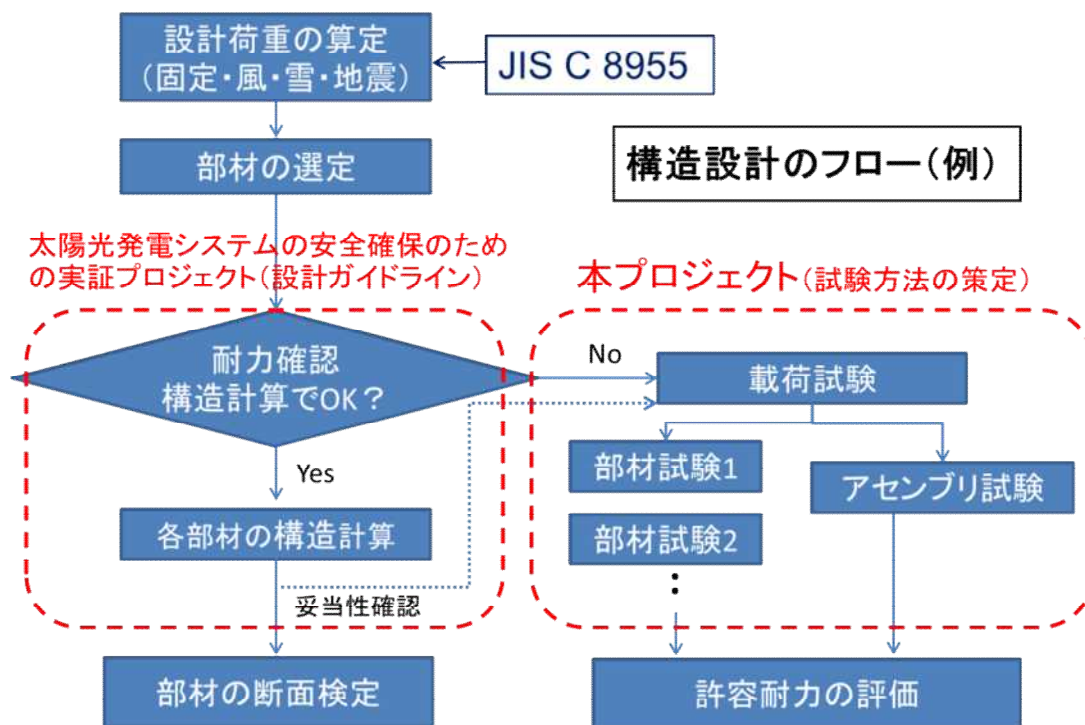 設計荷重の算定
(固定・風・雪・地震)
JIS C 8955
部材の選定
構造設計のフロー(例)
太陽光発電システムの安全確保のため
の実証プロジェクト(設計ガイドライン)
本プロジェクト(試験方法の策定)
耐力確認
構造計算でOK?
No
載荷試験
Yes
部材試験1
アセンブリ試験
各部材の構造計算
部材試験2
:
妥当性確認
部材の断面検定
許容耐力の評価